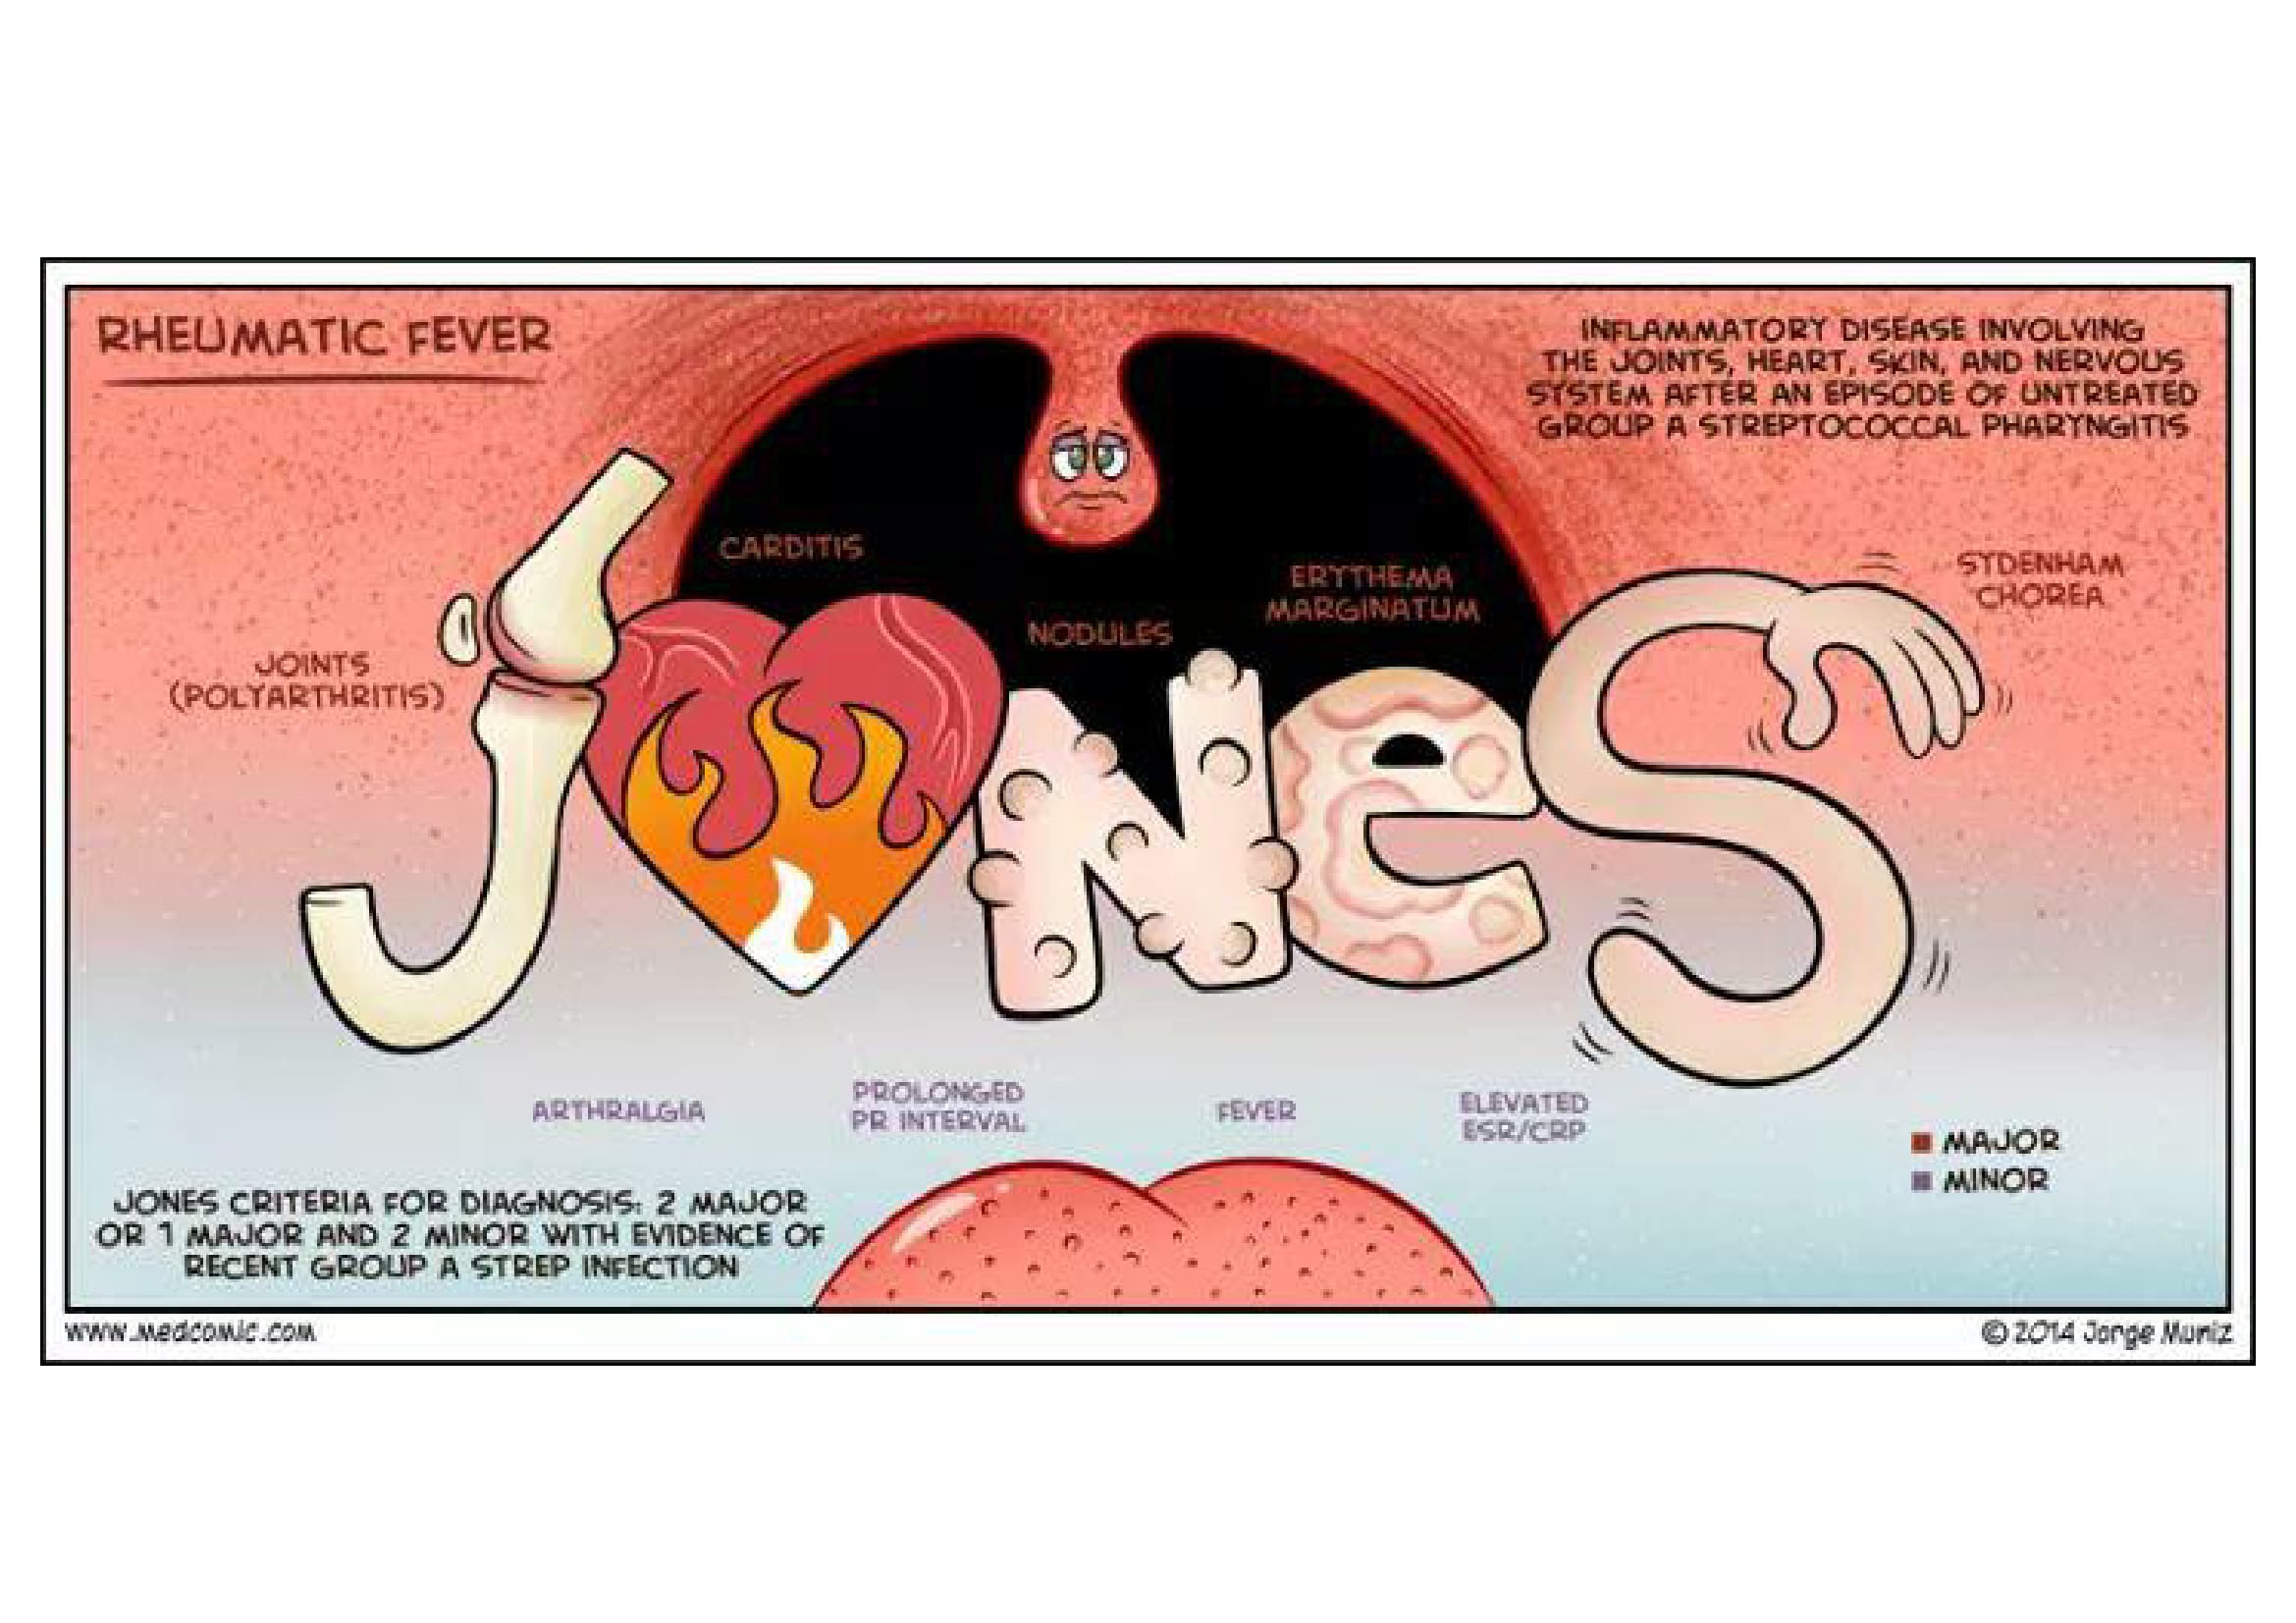 RHEUMATIC FEVER
INFLAMMATORY DISEASE INVOLVING
THE JOINTS, HEART, SKIN, AND NERVOUS
SYSTEM AFTER AN EPISODE OF UNTREATED
GROUP A STREPTOCOCCAL PHARYNGITIS
JOINTS
(POLYARTHRITIS)
CARDITIS
NODULES
ERYTHEMA
MARGINATUM
SYDENHAM
CHOREA
JONeS
ARTHRALGIA
PROLONGED
PR INTERVAL
FEVER
ELEVATED
ESR/CRP
MAJOR
MINOR
JONES CRITERIA FOR DIAGNOSIS: 2 MAJOR
OR 1 MAJOR AND 2 MINOR WITH EVIDENCE OF
RECENT GROUP A STREP INFECTION
www.medcomic.com
© 2014 Jorge Muniz